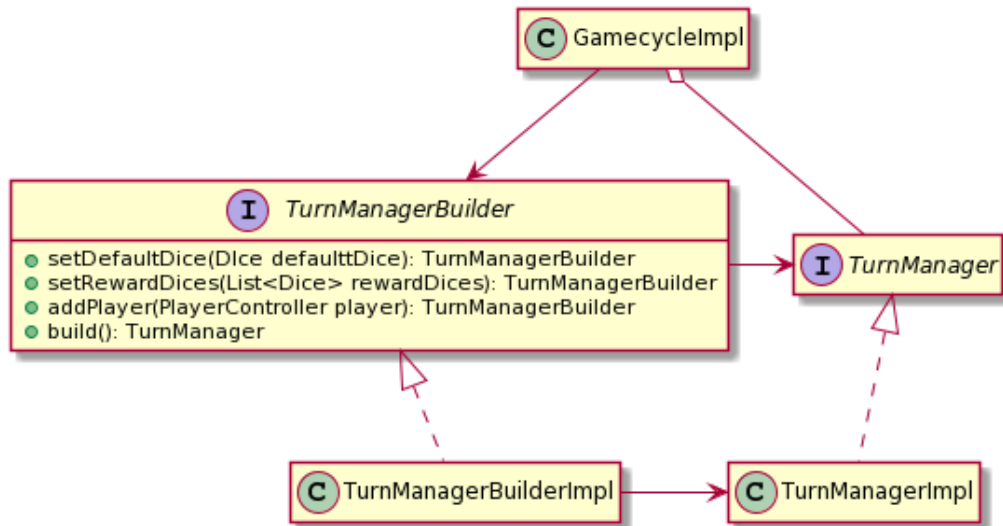 C GamecycleImpl
I TurnManagerBuilder
setDefaultDice(DIce defaulttDice): TurnManagerBuilder
setRewardDices(List<Dice> rewardDices): TurnManagerBuilder
addPlayer(PlayerController player): TurnManagerBuilder
build(): TurnManager
I TurnManager
C TurnManagerBuilderImpl
C TurnManagerImpl